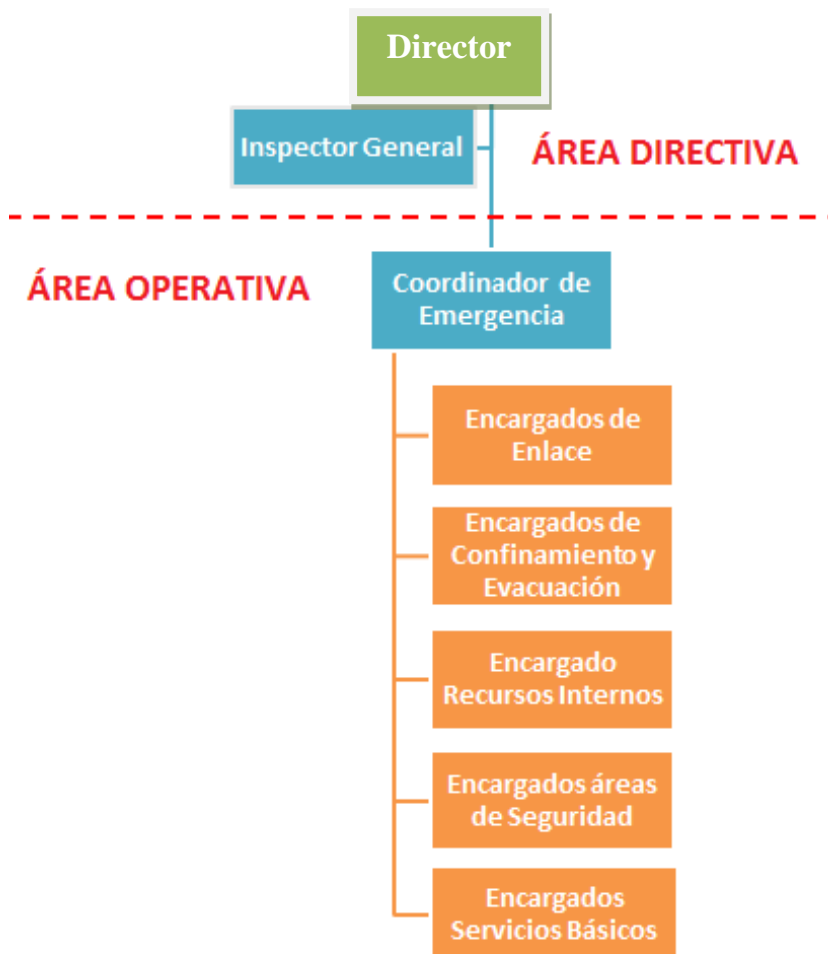 Director
Inspector General
ÁREA DIRECTIVA
ÁREA OPERATIVA
Coordinador de
Emergencia
Encargados de
Enlace
Encargados de
Confinamiento y
Evacuación
Encargado
Recursos Internos
Encargados áreas
de Seguridad
Encargados
Servicios Básicos